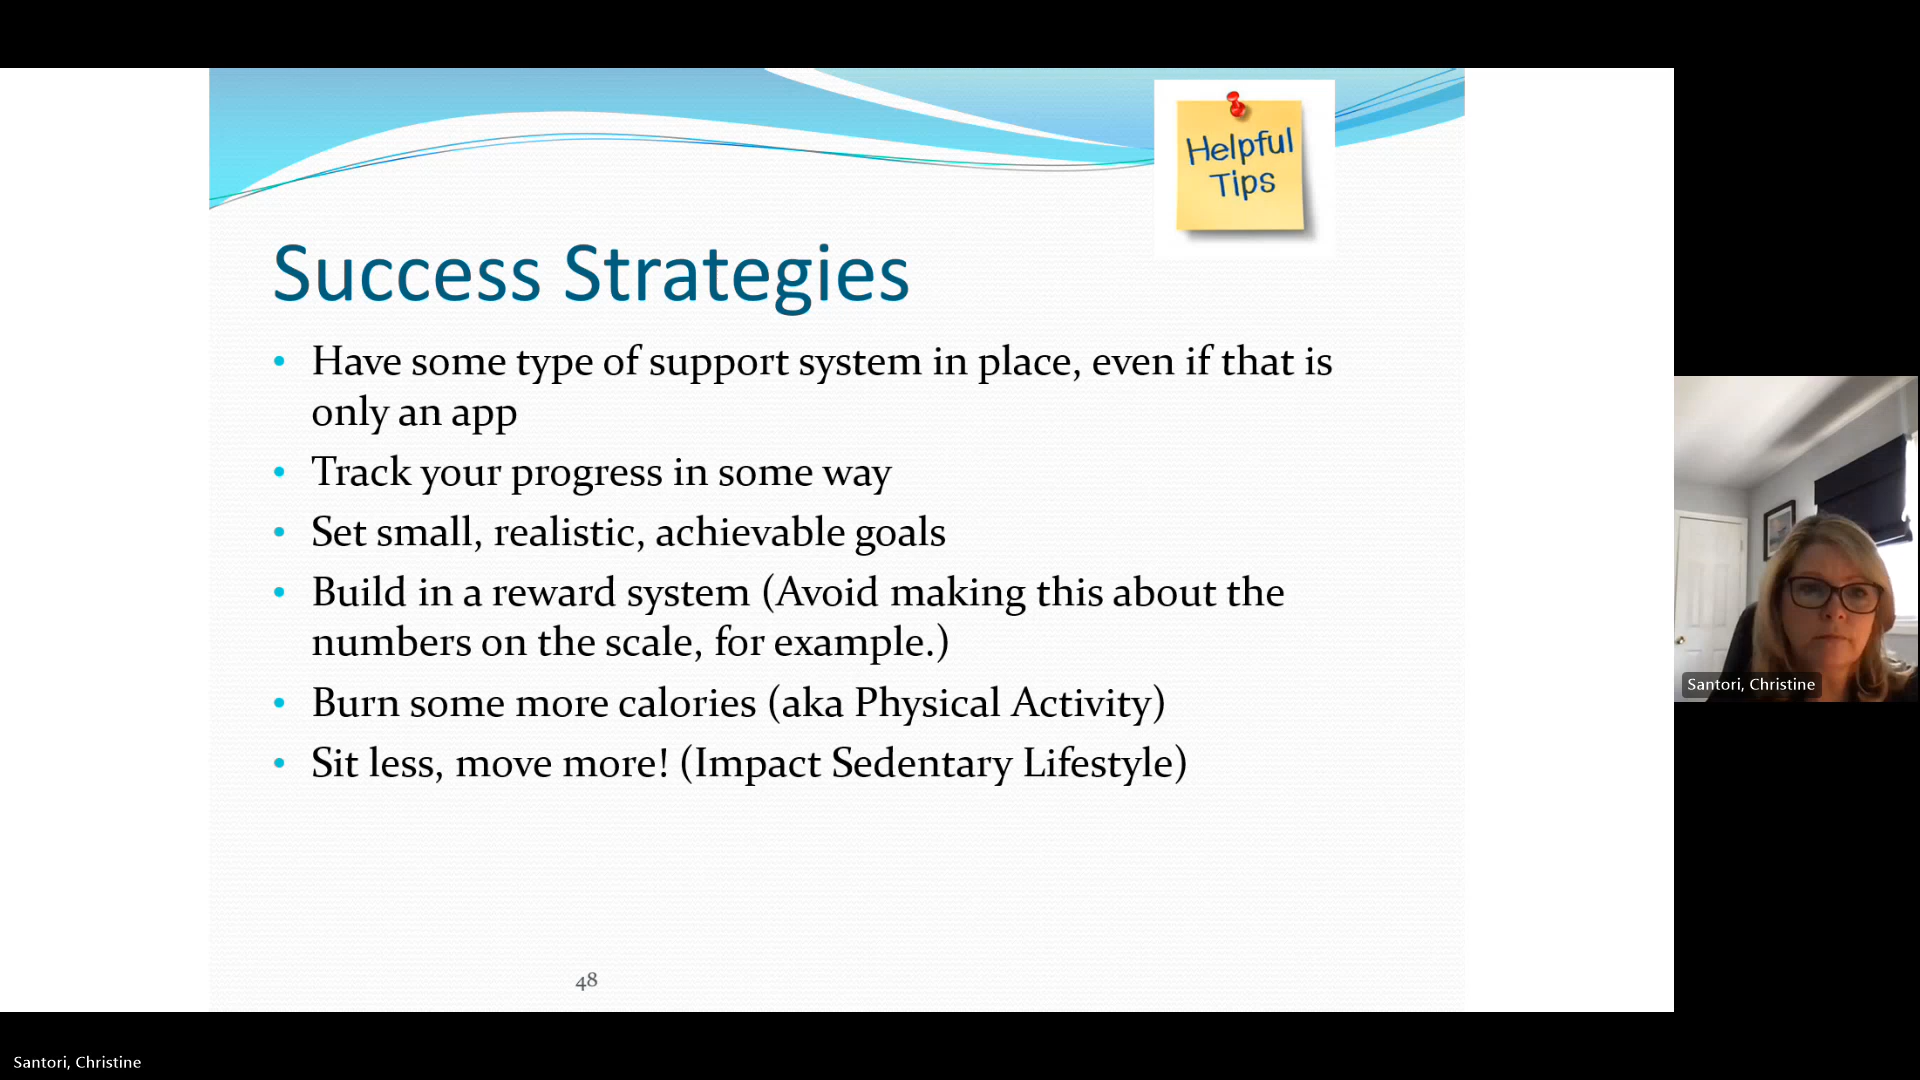 Helpful
Tips
Success Strategies
• Have some type of support system in place, even if that is
only an app
• Track your progress in some way
• Set small, realistic, achievable goals
• Build in a reward system (Avoid making this about the
numbers on the scale, for example.)
• Burn some more calories (aka Physical Activity)
• Sit less, move more! (Impact Sedentary Lifestyle)
48
Santori, Christine
Santori, Christine